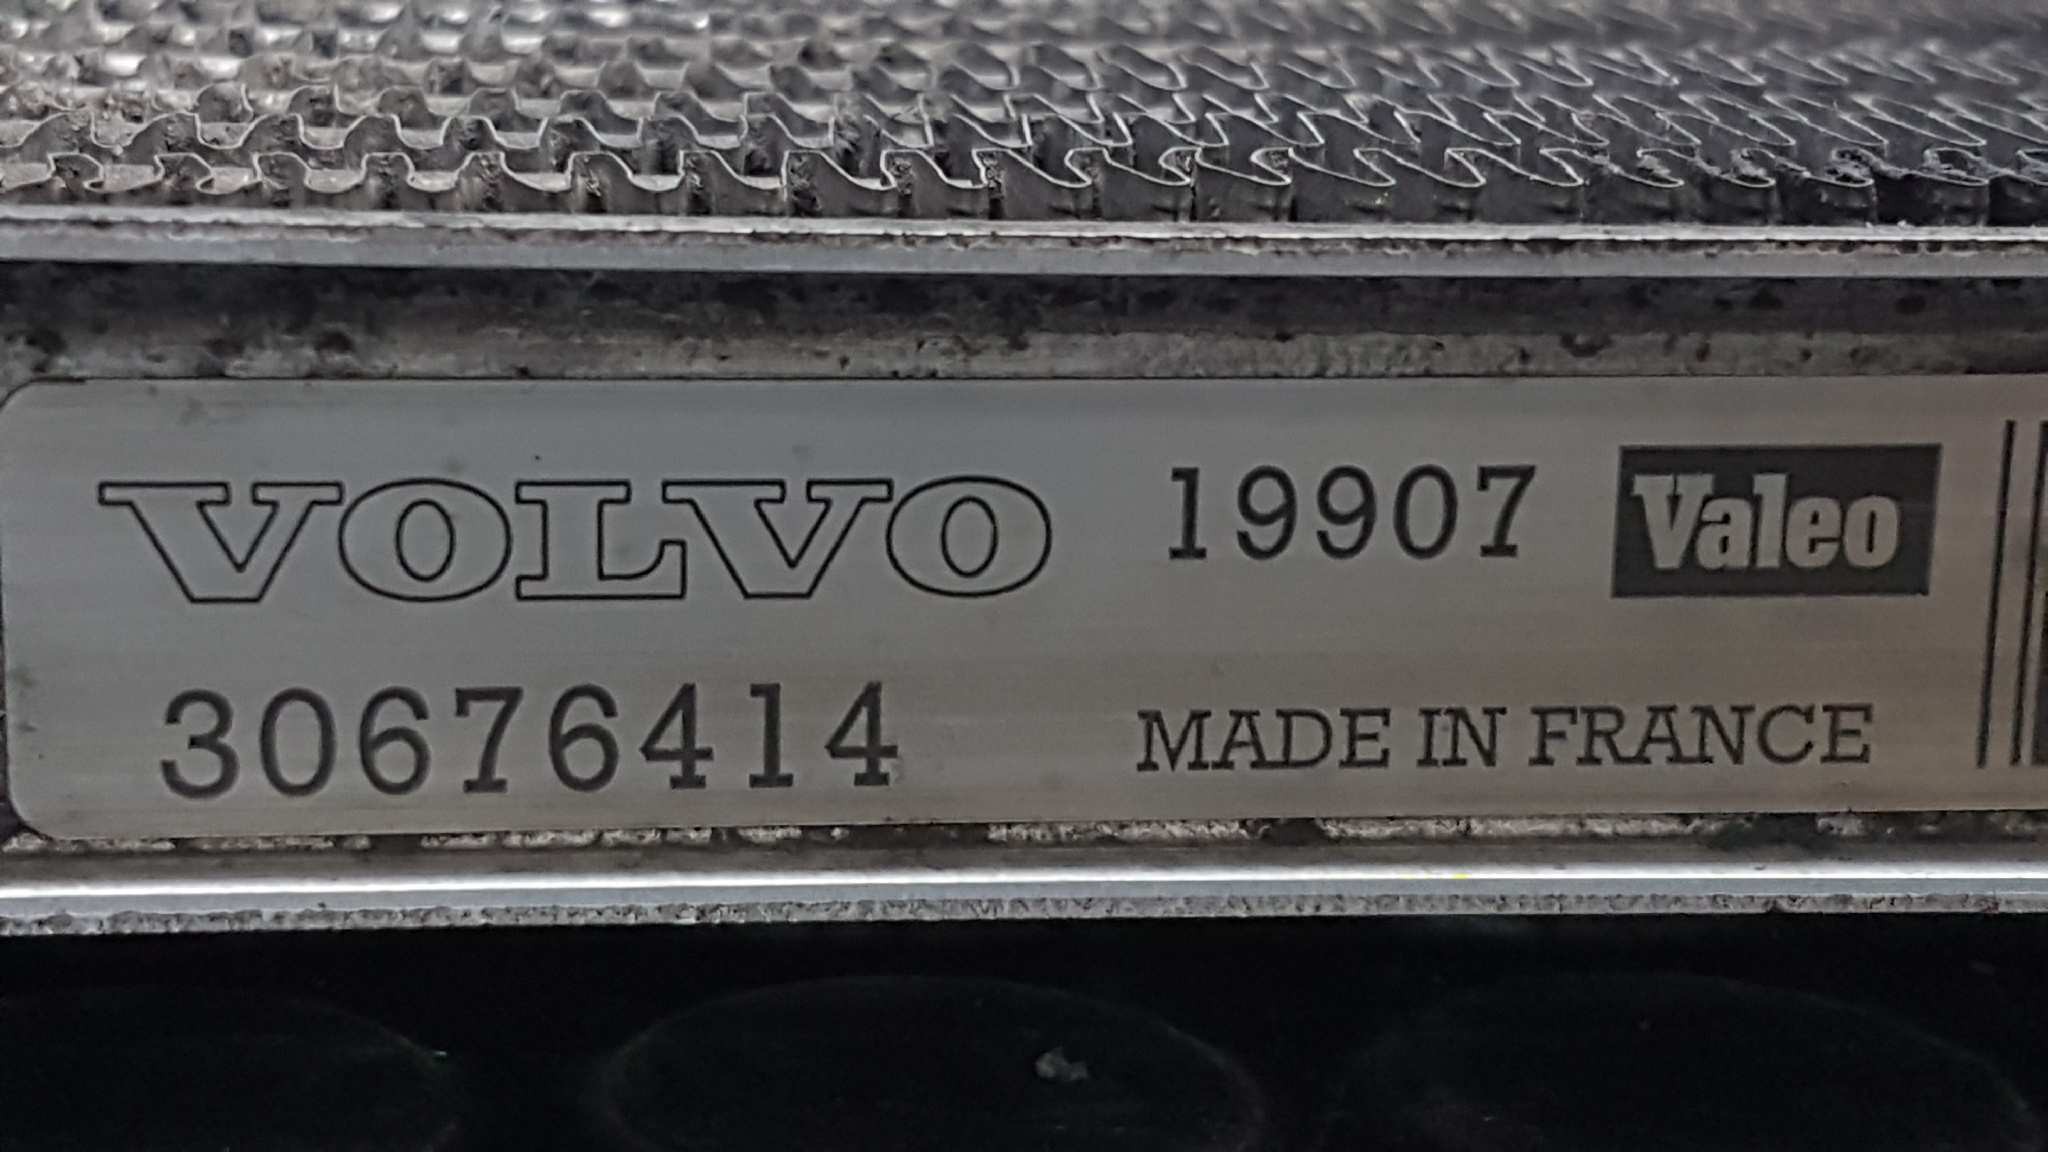 VOLVO 19907 Valeo
30676414 MADE IN FRANCE